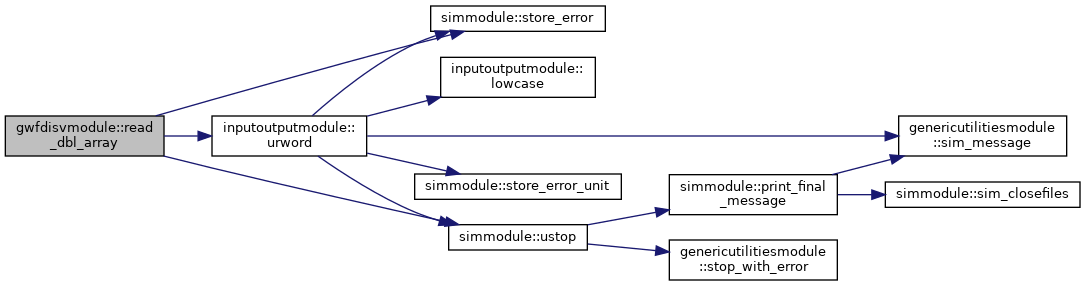 simmodule::store_error
inputoutputmodule::
lowcase
gwfdisvmodule::read
_dbl_array
inputoutputmodule::
urword
genericutilitiesmodule
::sim_message
simmodule::store_error_unit
simmodule::print_final
_message
simmodule::sim_closefiles
simmodule::ustop
genericutilitiesmodule
::stop_with_error